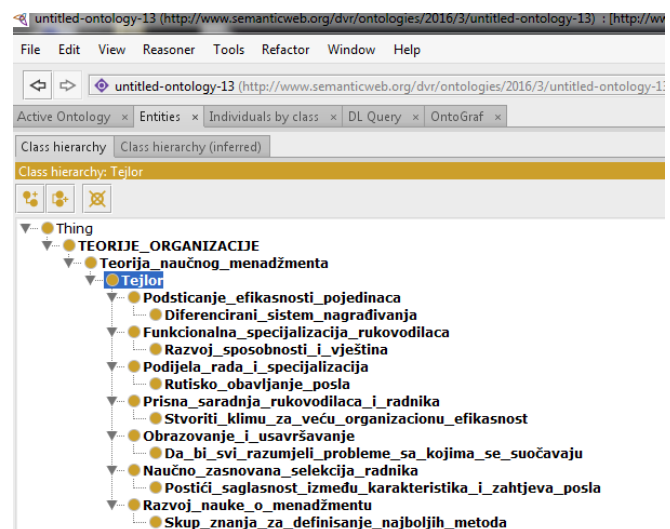 untitled-ontology-13 (http://www.semanticweb.org/dvr/ontologies/2016/3/untitled-ontology-13) : [http://ww
File Edit View Reasoner Tools Refactor Window Help
untitled-ontology-13 (http://www.semanticweb.org/dvr/ontologies/2016/3/untitled-ontology-13
Active Ontology × Entities × Individuals by class × DL Query × OntoGraf ×
Class hierarchy Class hierarchy (inferred)
Class hierarchy: Tejlor
Thing
TEORIJE_ORGANIZACIJE
Teorija_naučnog_menadžmenta
Tejlor
Podsticanje_efikasnosti_pojedinaca
Diferencirani_sistem_nagrađivanja
Funkcionalna_specijalizacija_rukovodilaca
Razvoj_sposobnosti_i_vještina
Podijela_rada_i_specijalizacija
Rutisko_obavljanje_posla
Prisna_saradnja_rukovodilaca_i_radnika
Stvoriti_klimu_za_veću_organizacionu_efikasnost
Obrazovanje_i_usavršavanje
Da_bi_svi_razumjeli_probleme_sa_kojima_se_suočavaju
Naučno_zasnovana_selekcija_radnika
Postići_saglasnost_između_karakteristika_i_zahtjeva_posla
Razvoj_nauke_o_menadžmentu
Skup_znanja_za_definisanje_najboljih_metoda